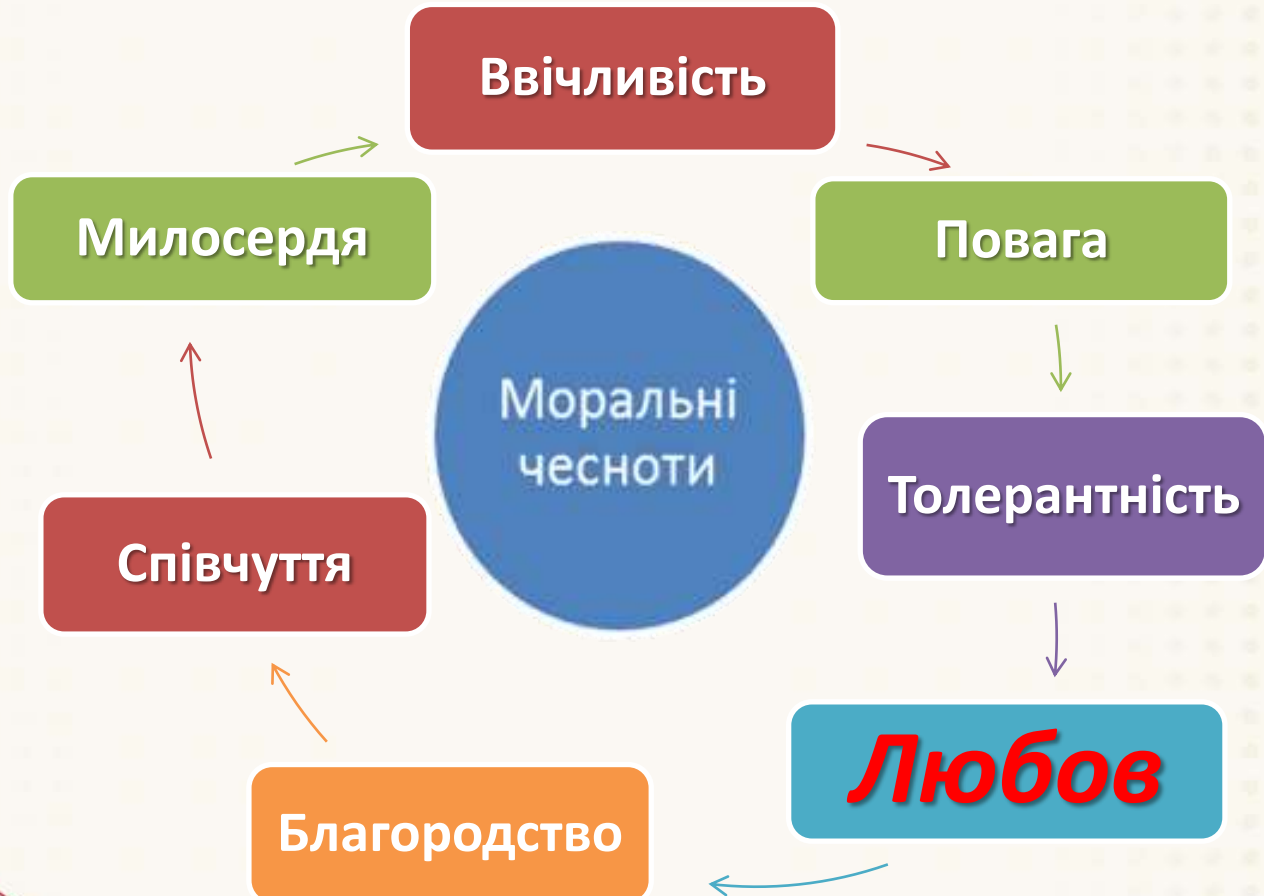 Ввічливість
Повага
Толерантність
Любов
Благородство
Співчуття
Милосердя
Моральні
чесноти